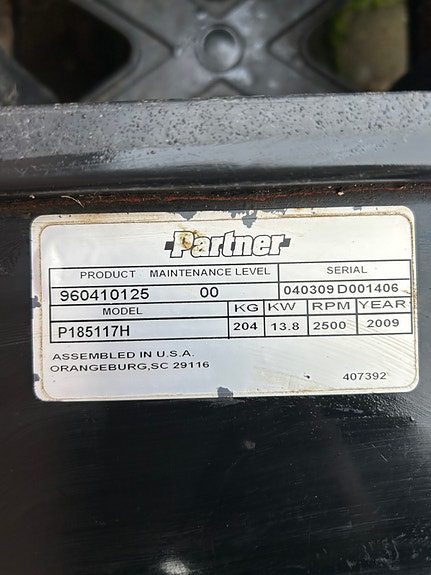 Partner
PRODUCT MAINTENANCE LEVEL SERIAL
960410125 00 040309 D001406
MODEL KG KW RPM YEAR
P185117H 204 13.8 2500 2009
ASSEMBLED IN U.S.A.
ORANGEBURG,SC 29116
407392